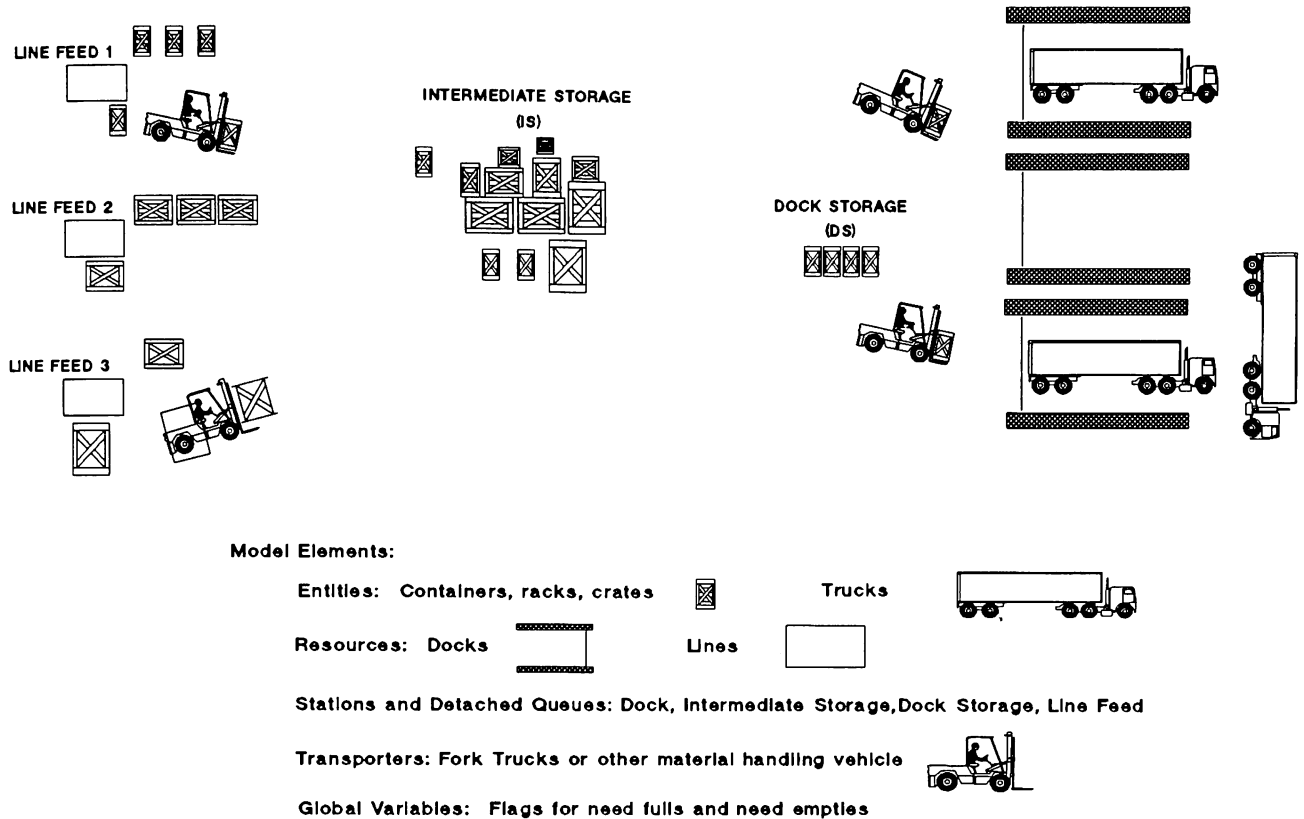 LINE FEED 1
INTERMEDIATE STORAGE
(IS)
LINE FEED 2
DOCK STORAGE
(DS)
LINE FEED 3
Model Elements:
Entities: Containers, racks, crates Trucks
Resources: Docks Lines
Stations and Detached Queues: Dock, Intermediate Storage,Dock Storage, Line Feed
Transporters: Fork Trucks or other material handling vehicle
Global Variables: Flags for need fulls and need empties